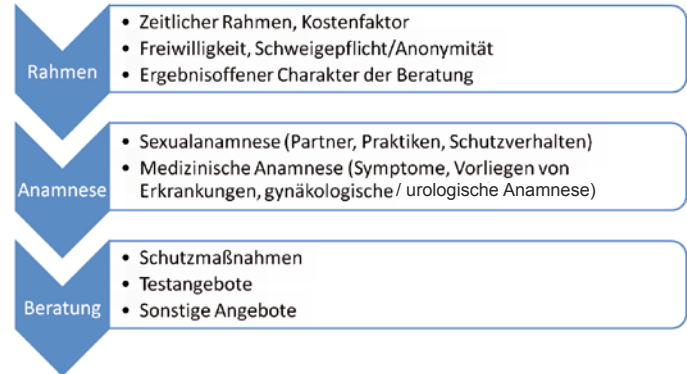 Rahmen
• Zeitlicher Rahmen, Kostenfaktor
• Freiwilligkeit, Schweigepflicht/Anonymität
• Ergebnisoffener Charakter der Beratung
Anamnese
• Sexualanamnese (Partner, Praktiken, Schutzverhalten)
• Medizinische Anamnese (Symptome, Vorliegen von
Erkrankungen, gynäkologische / urologische Anamnese)
Beratung
• Schutzmaßnahmen
• Testangebote
• Sonstige Angebote